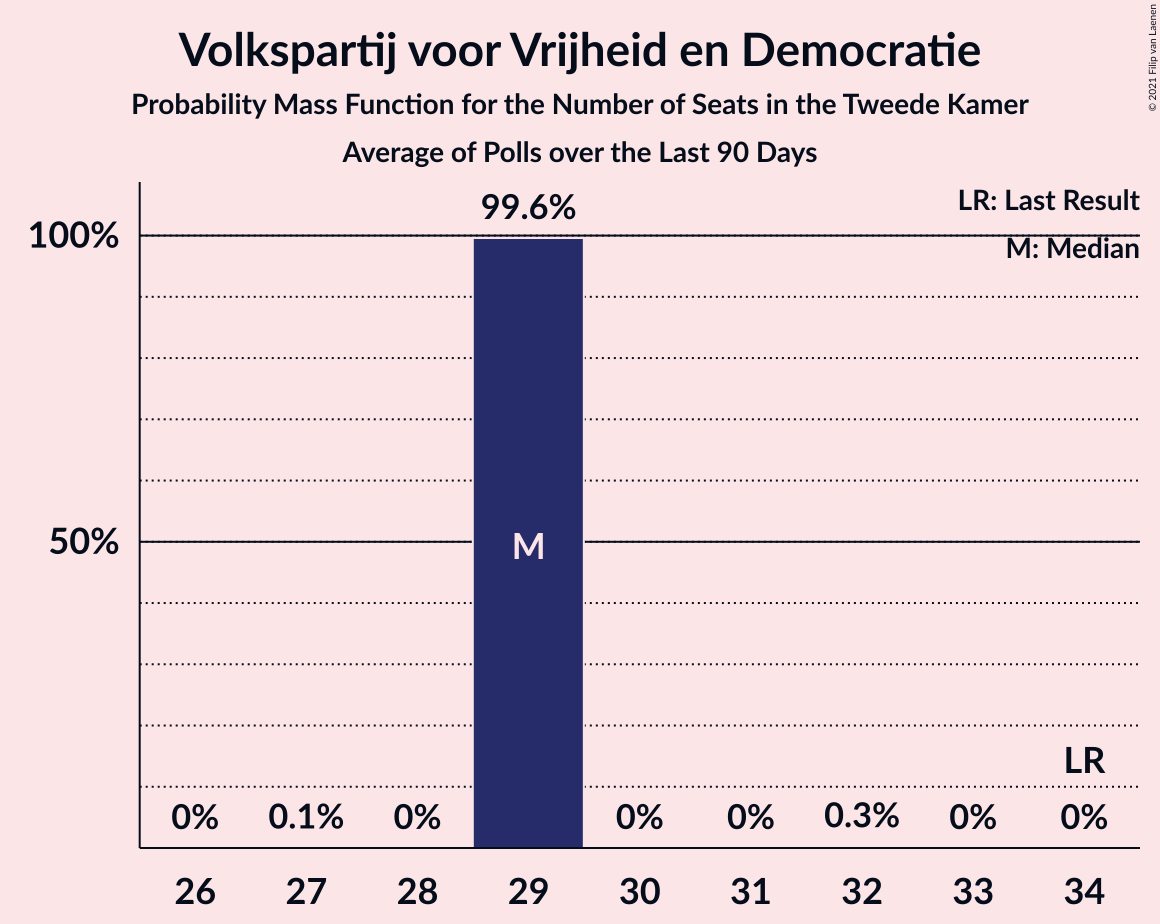 Volkspartij voor Vrijheid en Democratie
Probability Mass Function for the Number of Seats in the Tweede Kamer
Average of Polls over the Last 90 Days
© 2021 Filip van Laenen
LR: Last Result
M: Median
99.6%
100%
50%
M
LR
0% 0.1% 0% 0% 0% 0.3% 0% 0%
26 27 28 29 30 31 32 33 34